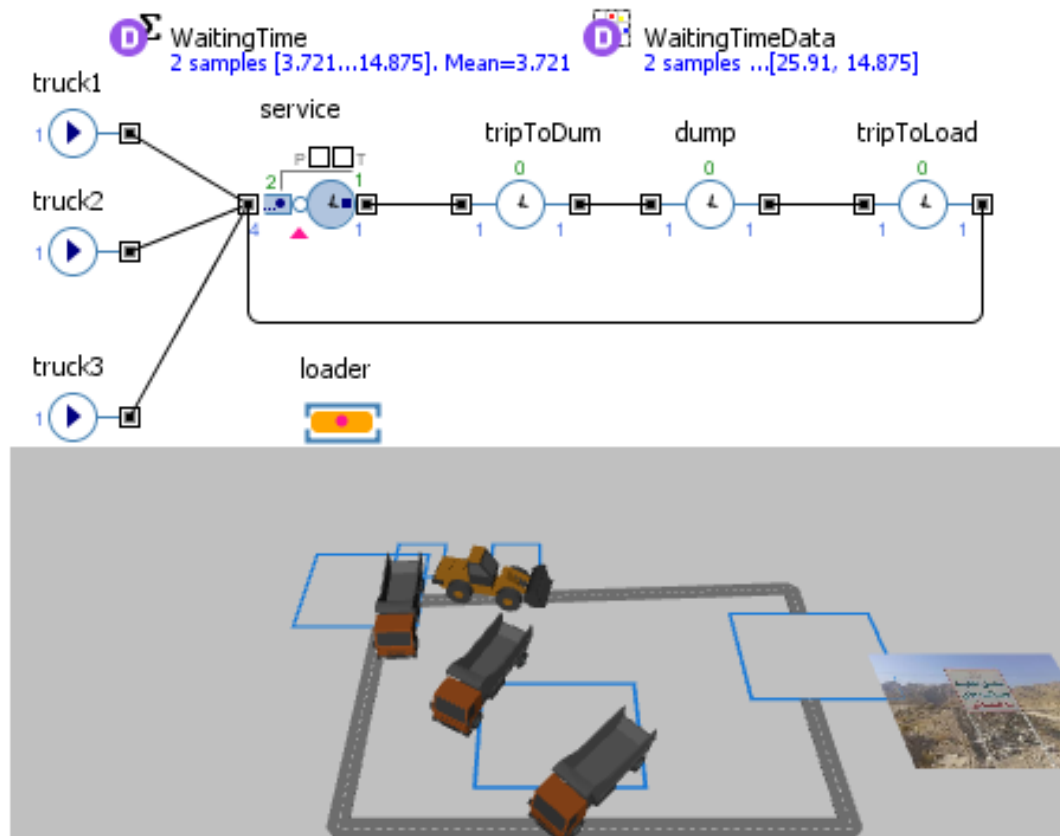 Σ
D WaitingTime
2 samples [3.721...14.875]. Mean=3.721
D WaitingTimeData
2 samples ...[25.91, 14.875]
truck1
1
service
P T
2 1
...
4 1
tripToDum
0
1 1
dump
0
1 1
tripToLoad
0
1 1
truck2
1
truck3
1
loader